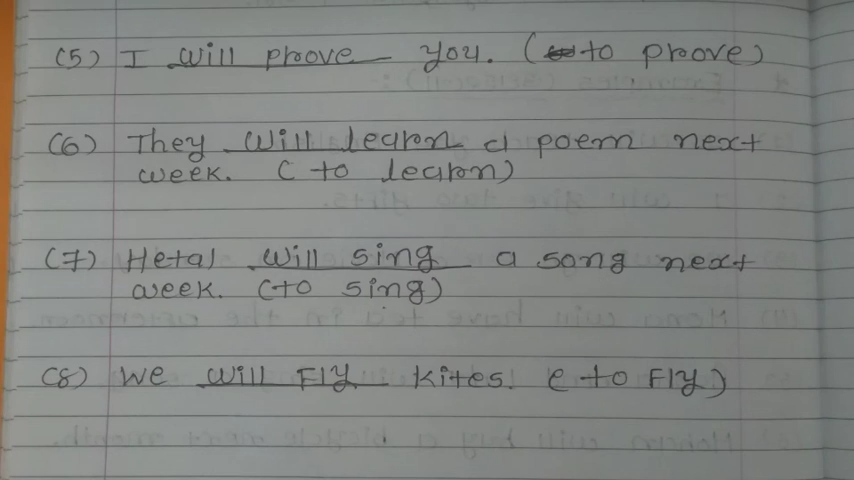 (5) I will prove you. (to prove)
(6) They will learn a poem next
week. (to learn)
(7) Hetal will sing a song next
week. (to sing)
(8) We will Fly kites. (to Fly)